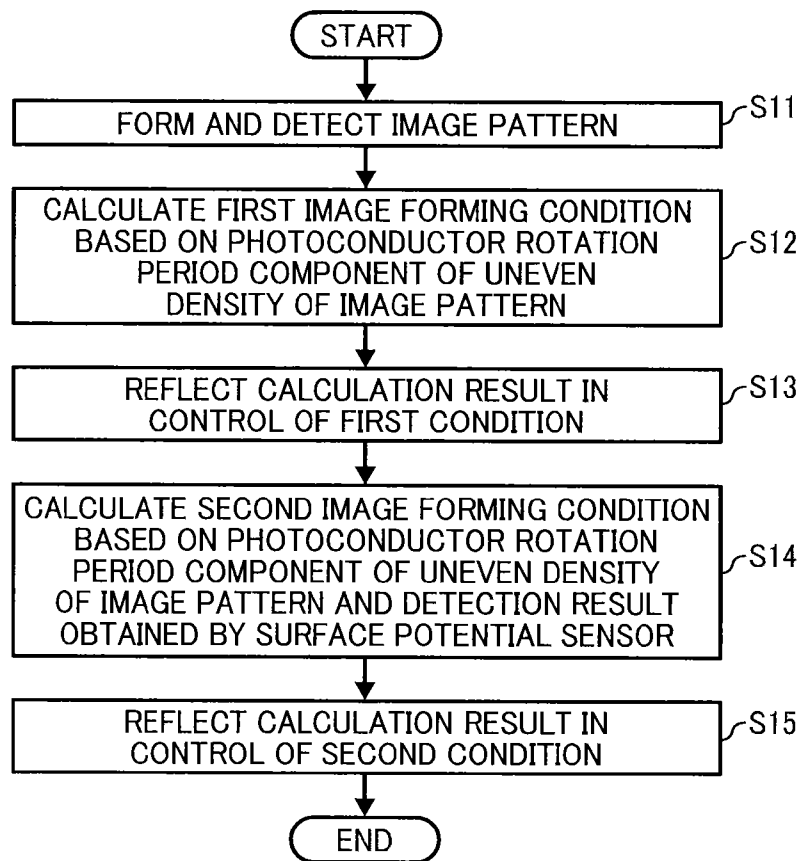 START
FORM AND DETECT IMAGE PATTERN
S11
CALCULATE FIRST IMAGE FORMING CONDITION
BASED ON PHOTOCONDUCTOR ROTATION
PERIOD COMPONENT OF UNEVEN
DENSITY OF IMAGE PATTERN
S12
REFLECT CALCULATION RESULT IN
CONTROL OF FIRST CONDITION
S13
CALCULATE SECOND IMAGE FORMING CONDITION
BASED ON PHOTOCONDUCTOR ROTATION
PERIOD COMPONENT OF UNEVEN DENSITY
OF IMAGE PATTERN AND DETECTION RESULT
OBTAINED BY SURFACE POTENTIAL SENSOR
S14
REFLECT CALCULATION RESULT IN
CONTROL OF SECOND CONDITION
S15
END